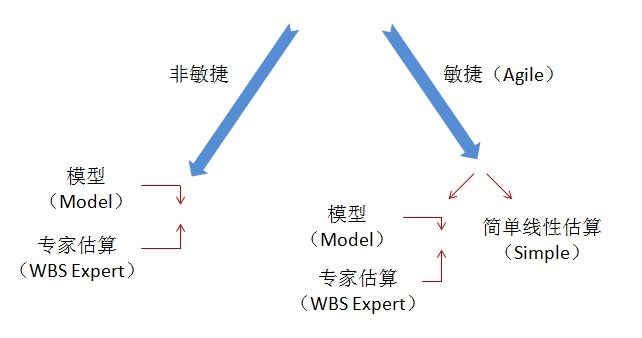 非敏捷
敏捷（Agile）
模型
（Model）
专家估算
（WBS Expert）
模型
（Model）
专家估算
（WBS Expert）
简单线性估算
（Simple）